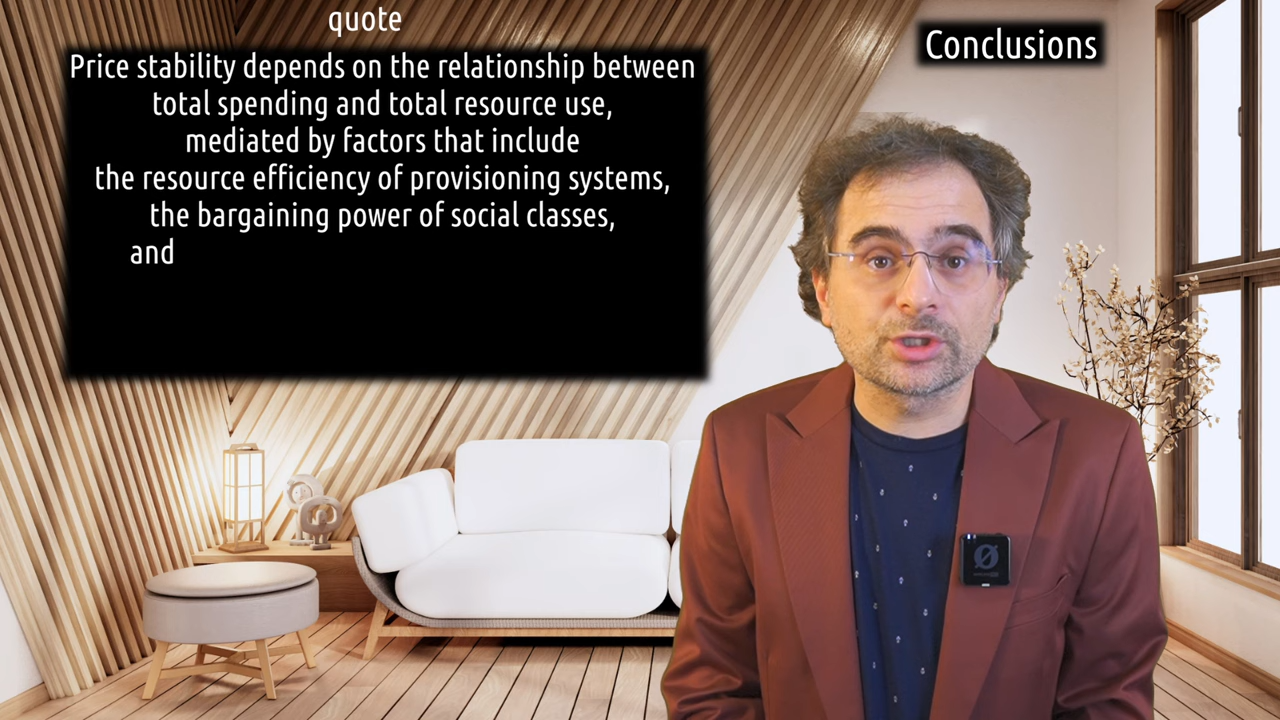 quote
Conclusions
Price stability depends on the relationship between
total spending and total resource use,
mediated by factors that include
the resource efficiency of provisioning systems,
the bargaining power of social classes,
and